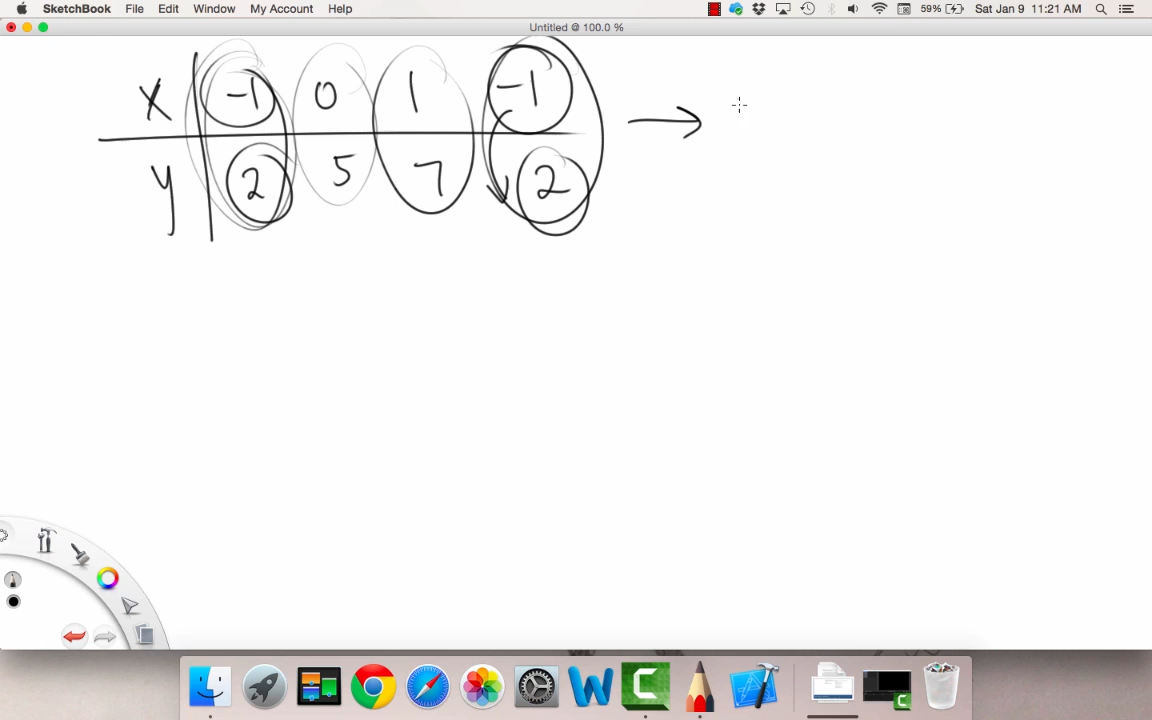 SketchBook File Edit Window My Account Help 59% Sat Jan 9 11:21 AM
Untitled @ 100.0 %
x -1 0 1 -1
y 2 5 7 2